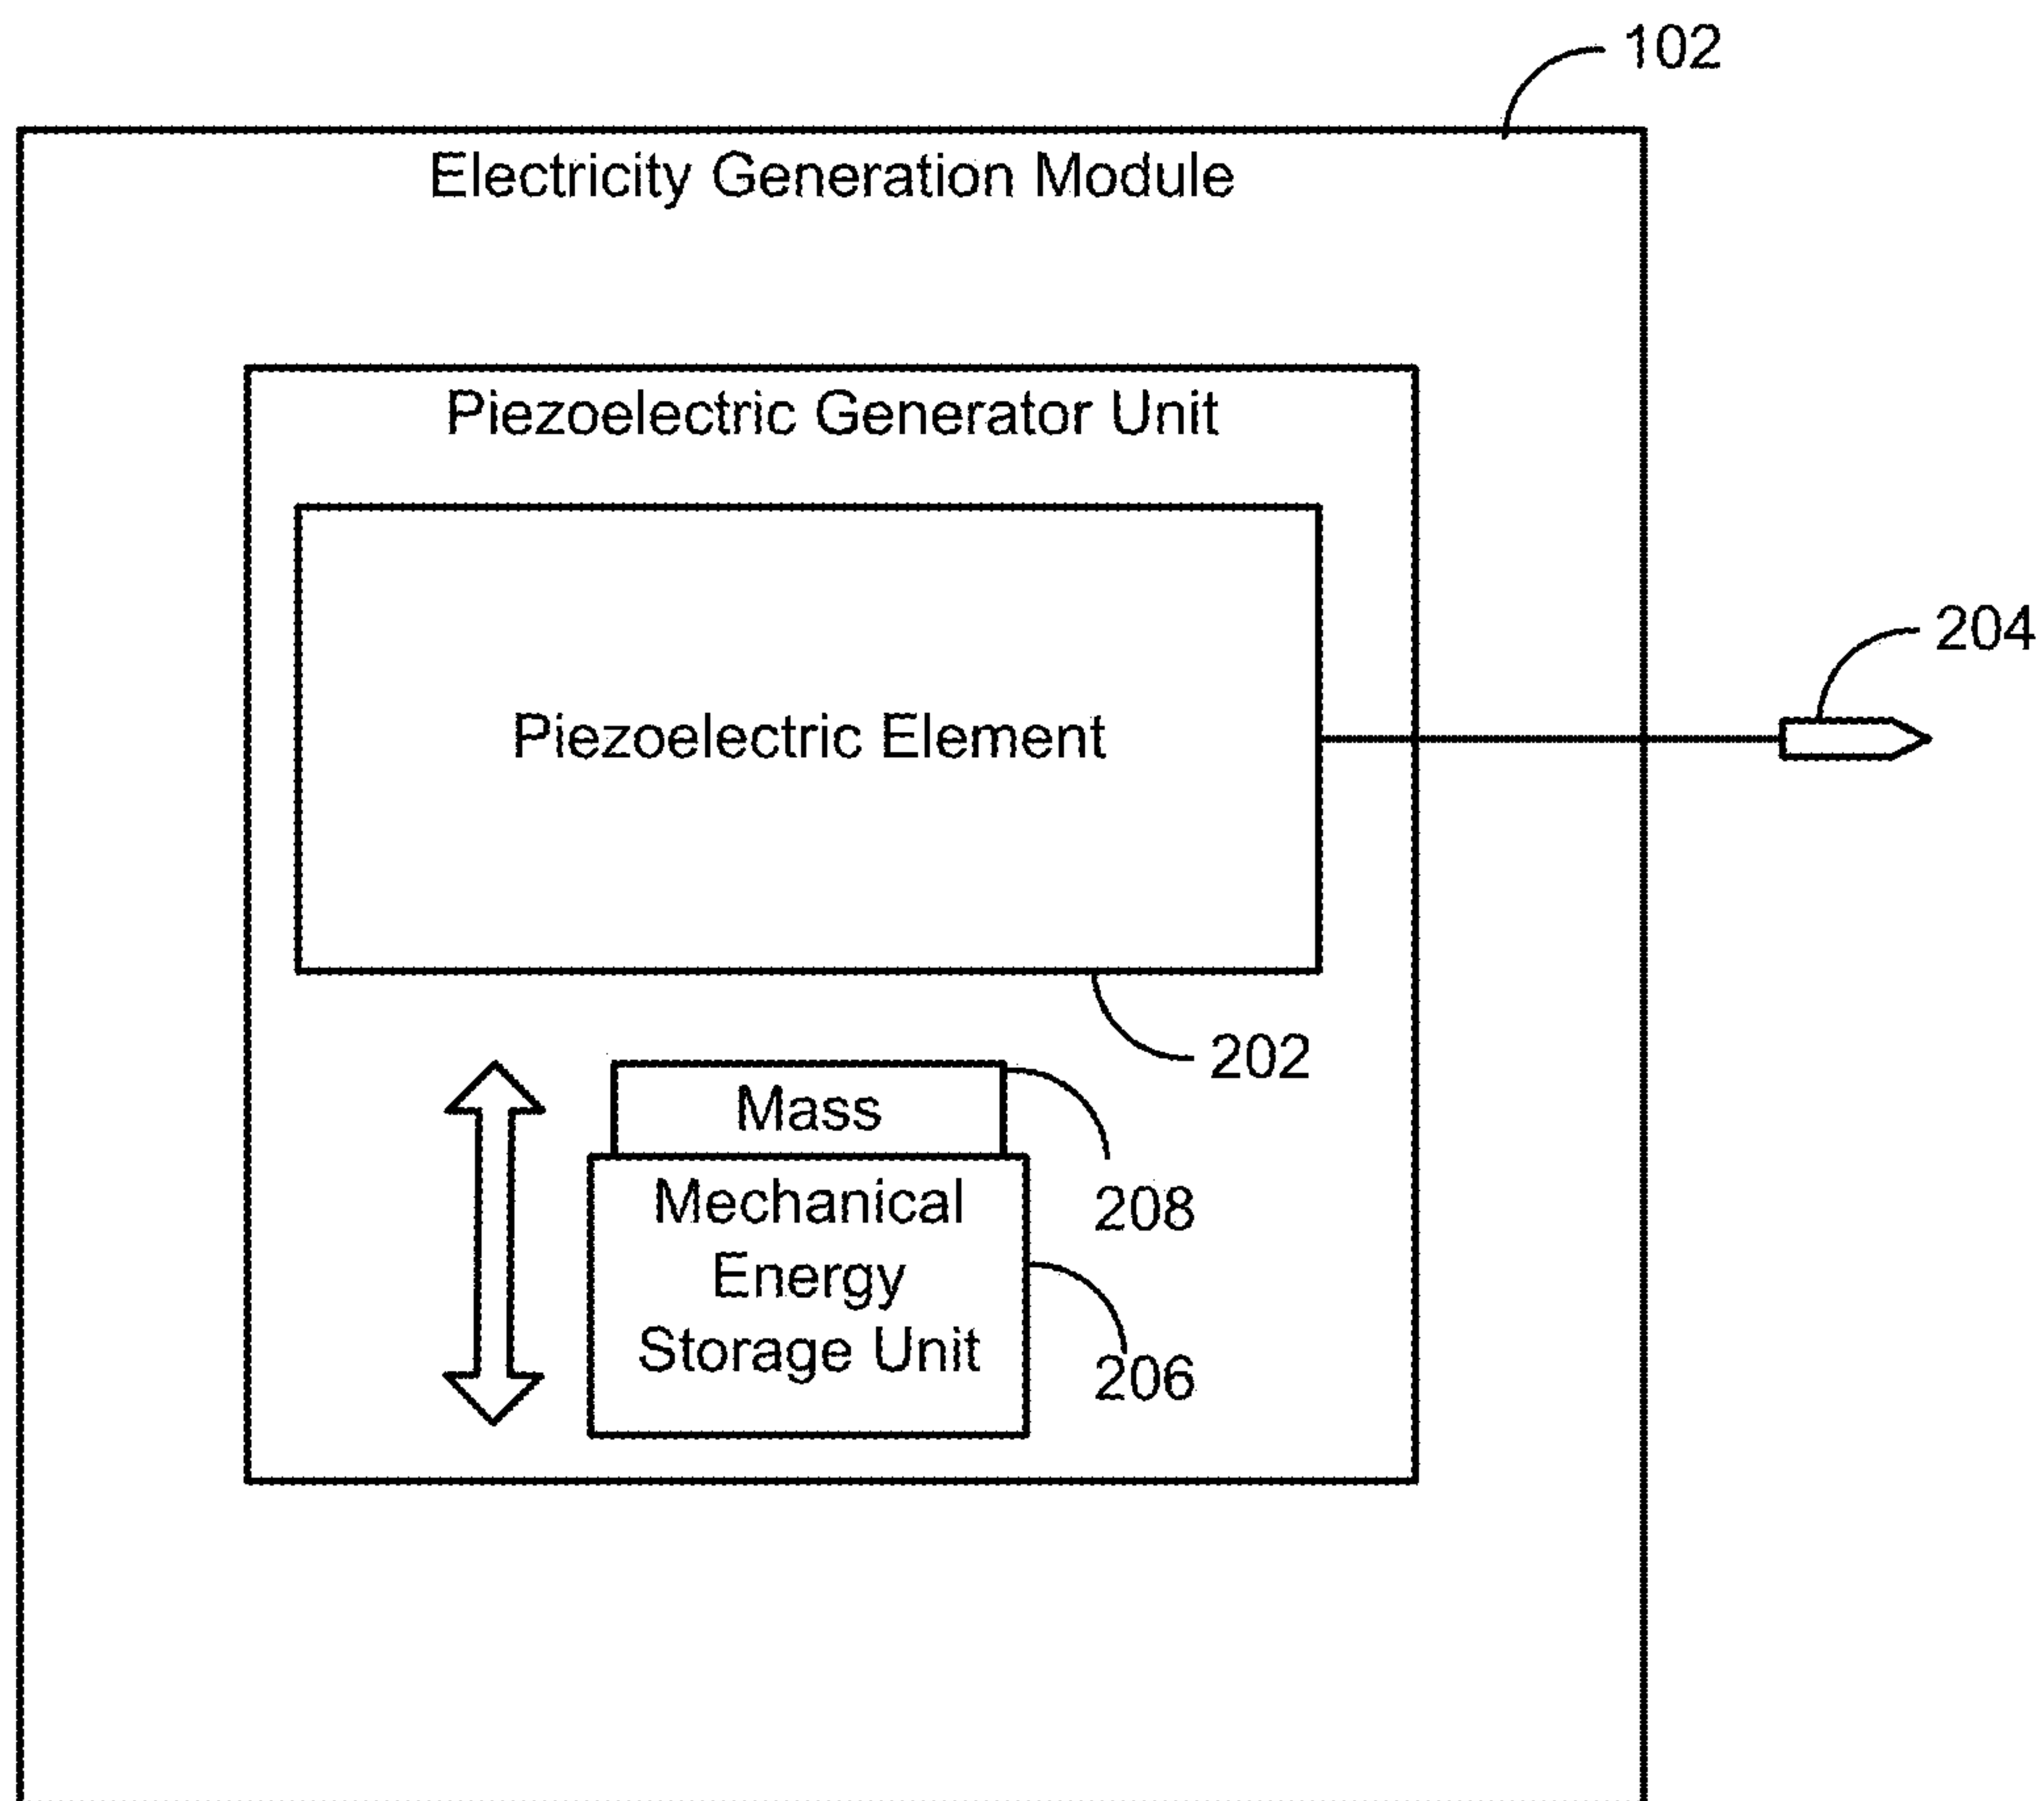 102
Electricity Generation Module
Piezoelectric Generator Unit
204
Piezoelectric Element
202
Mass
208
Mechanical
Energy
Storage Unit
206